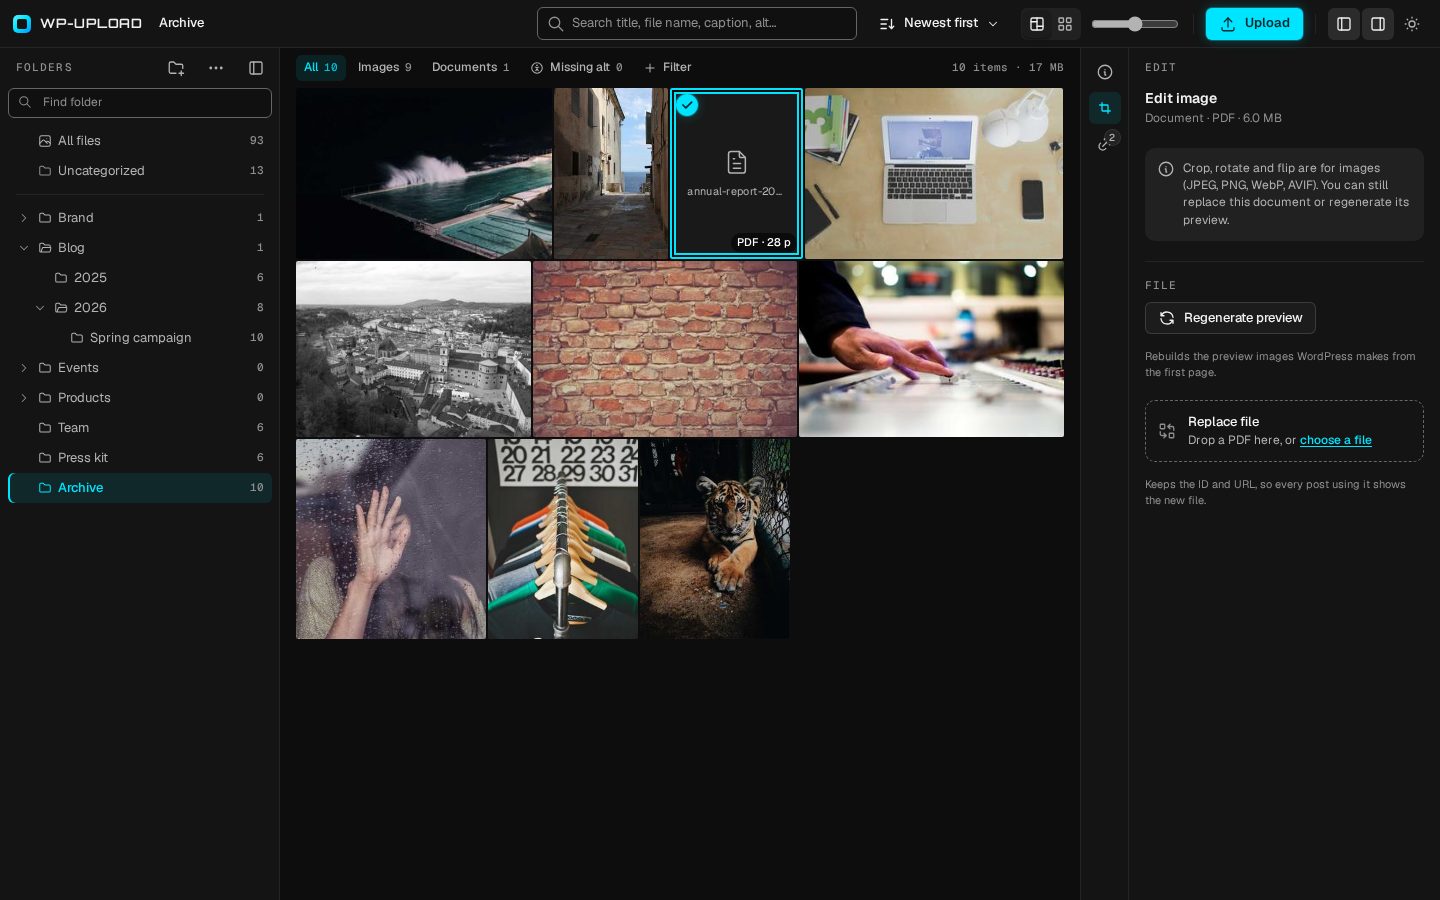 WP-UPLOAD
Archive
Search title, file name, caption, alt…
Newest first
Upload
FOLDERS
Find folder
All files 93
Uncategorized 13
Brand 1
Blog 1
2025 6
2026 8
Spring campaign 10
Events 0
Products 0
Team 6
Press kit 6
Archive 10
All 10
Images 9
Documents 1
Missing alt 0
Filter
10 items · 17 MB
annual-report-20…
PDF · 28 p
20 21 22 23 24
27 28 29 30 31
2
EDIT
Edit image
Document · PDF · 6.0 MB
Crop, rotate and flip are for images
(JPEG, PNG, WebP, AVIF). You can still
replace this document or regenerate its
preview.
FILE
Regenerate preview
Rebuilds the preview images WordPress makes from
the first page.
Replace file
Drop a PDF here, or choose a file
Keeps the ID and URL, so every post using it shows
the new file.